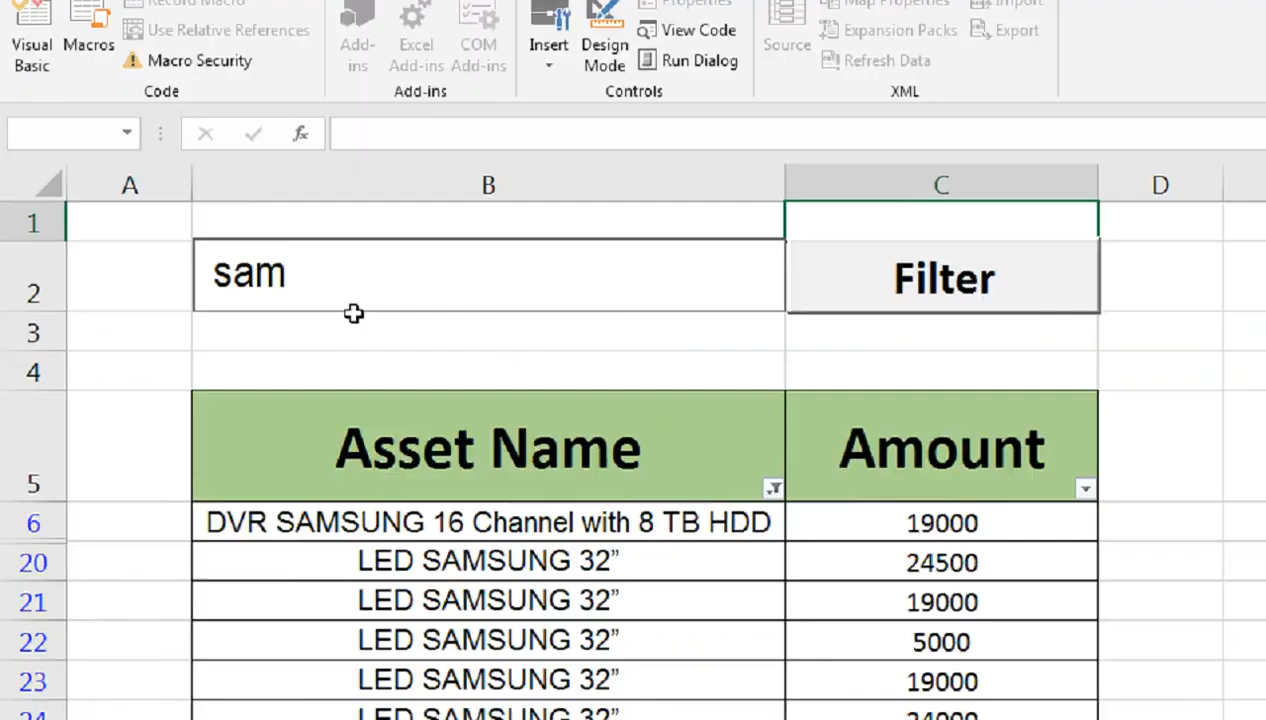 Record Macro
Properties
Map Properties
Import
Use Relative References
View Code
Expansion Packs
Export
Visual
Basic
Macros
Add-
ins
Excel
Add-ins
COM
Add-ins
Insert
Design
Mode
Source
Macro Security
Run Dialog
Refresh Data
Code
Add-ins
Controls
XML
fx
A B C D
1
sam
Filter
2
3
4
Asset Name Amount
5
6 DVR SAMSUNG 16 Channel with 8 TB HDD 19000
20 LED SAMSUNG 32” 24500
21 LED SAMSUNG 32” 19000
22 LED SAMSUNG 32” 5000
23 LED SAMSUNG 32” 19000
24 LED SAMSUNG 32” 24000